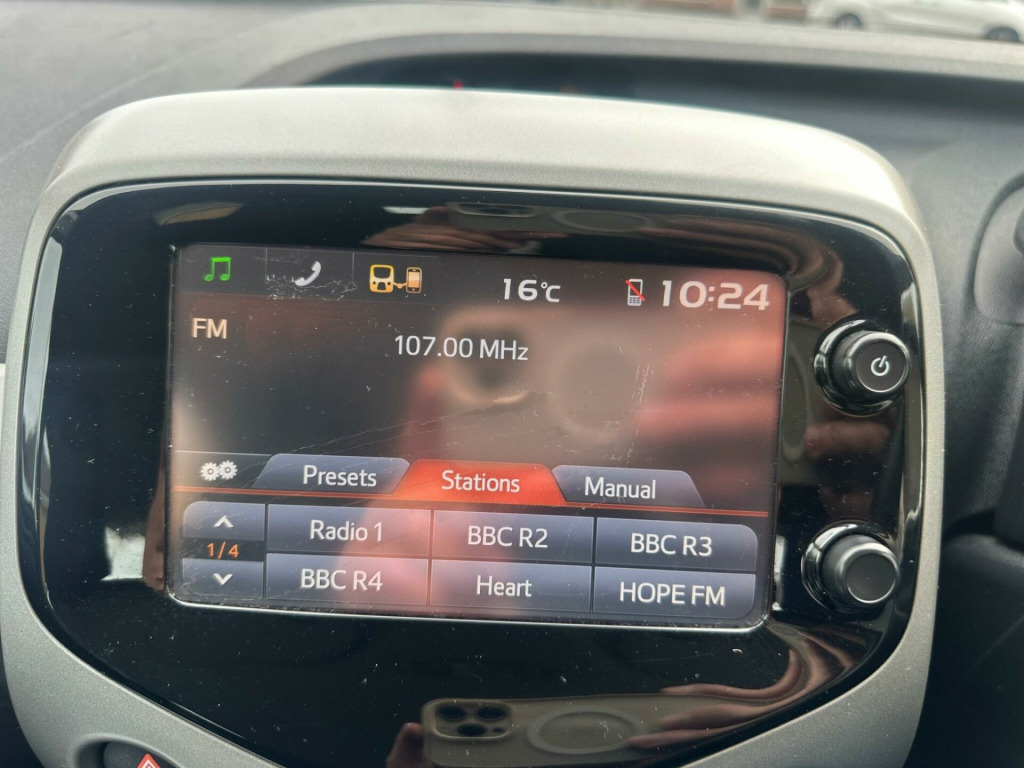 16°C
10:24
FM
107.00 MHz
Presets
Stations
Manual
Radio 1
BBC R2
BBC R3
1/4
BBC R4
Heart
HOPE FM